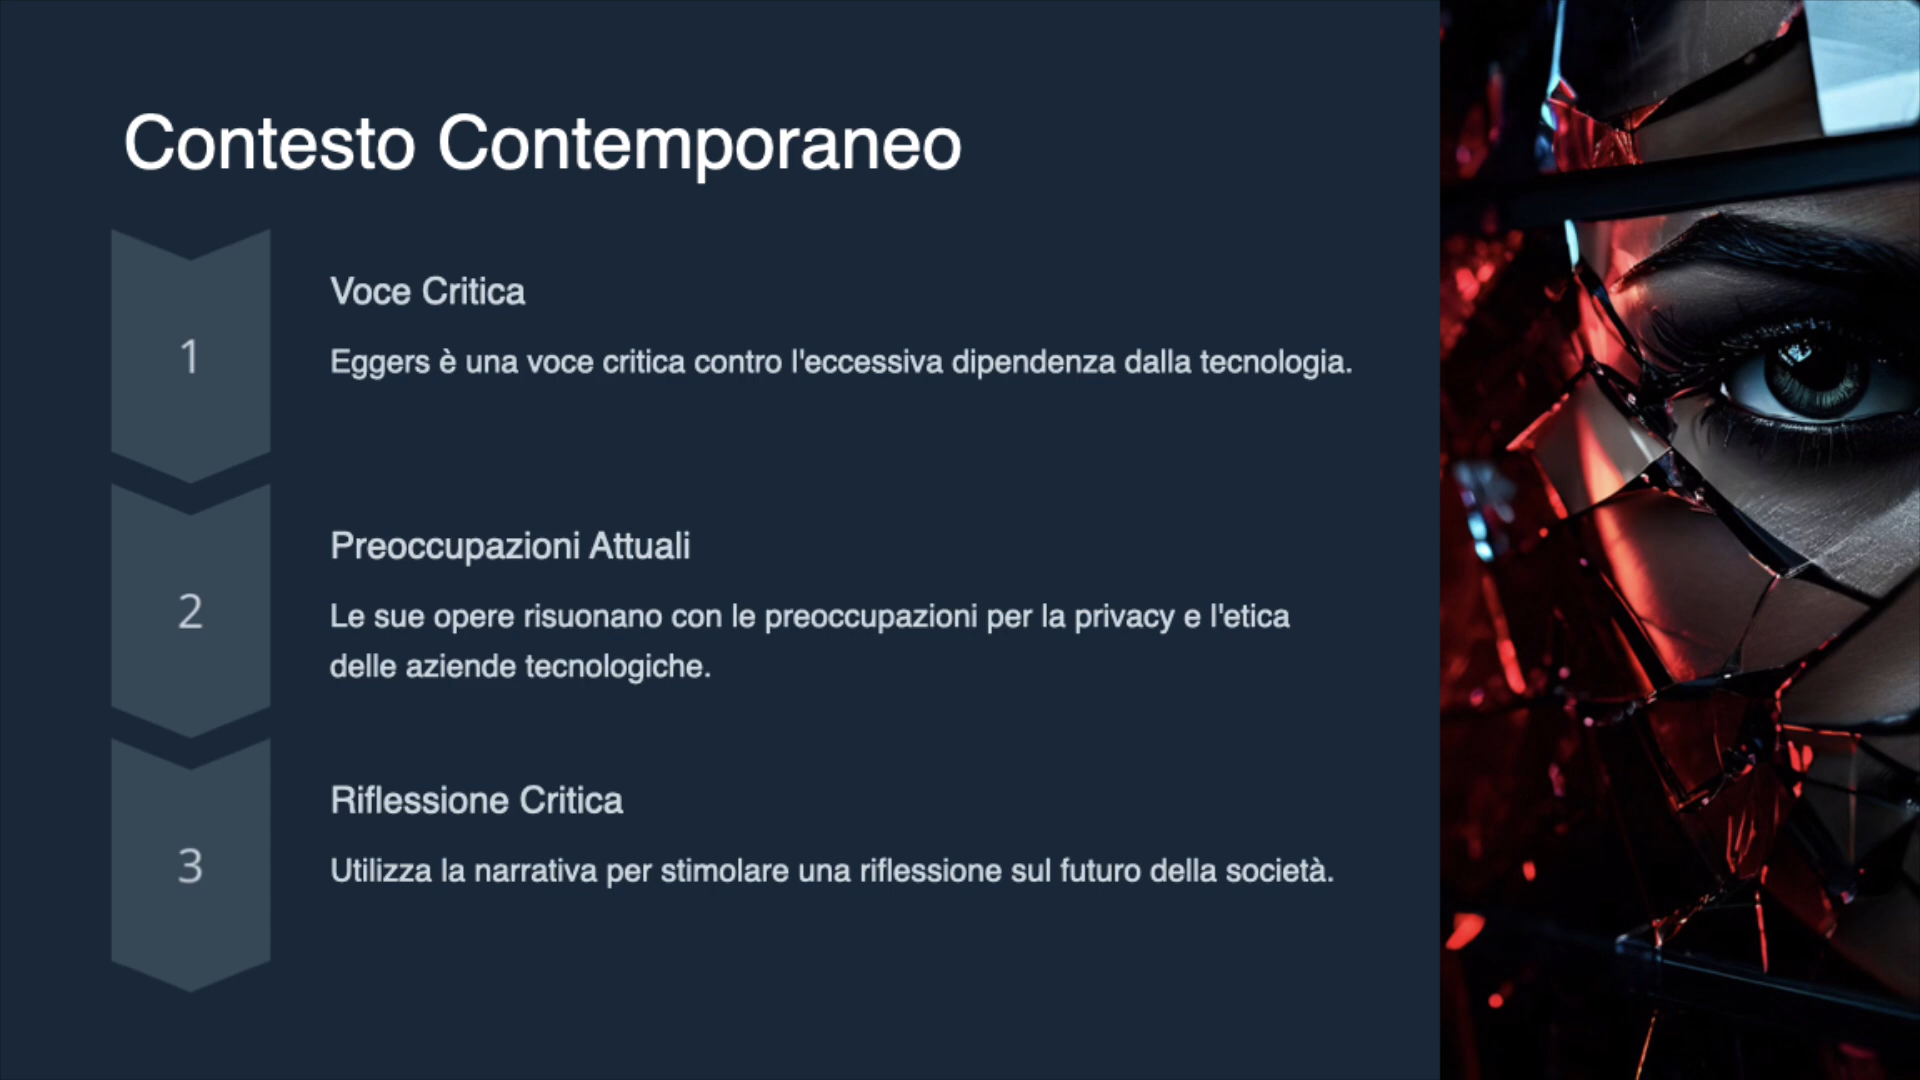 Contesto Contemporaneo
1
Voce Critica
Eggers è una voce critica contro l'eccessiva dipendenza dalla tecnologia.
2
Preoccupazioni Attuali
Le sue opere risuonano con le preoccupazioni per la privacy e l'etica
delle aziende tecnologiche.
3
Riflessione Critica
Utilizza la narrativa per stimolare una riflessione sul futuro della società.